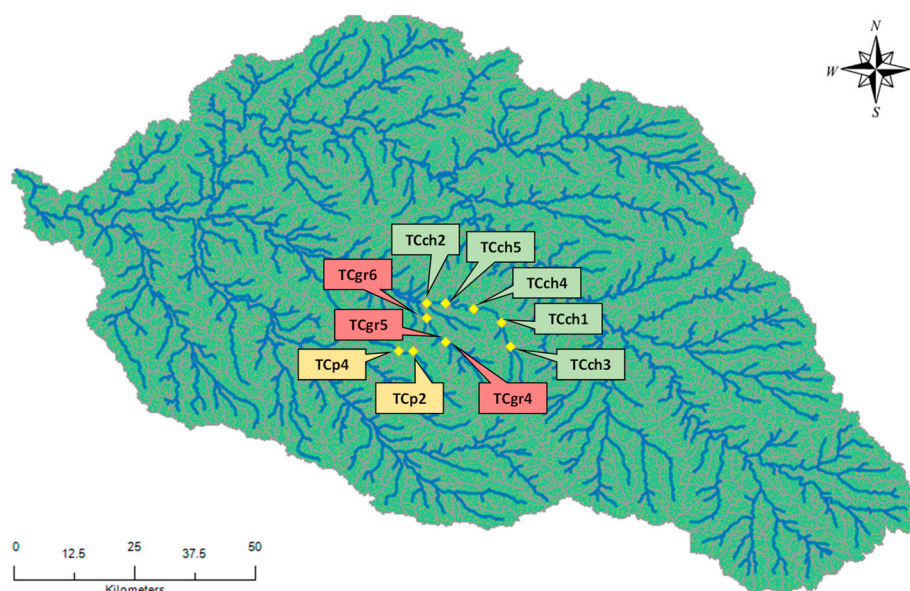 N
W
S
TCch2
TCch5
TCgr6
TCch4
TCgr5
TCch1
TCp4
TCch3
TCp2
TCgr4
0 12.5 25 37.5 50
Kilometers